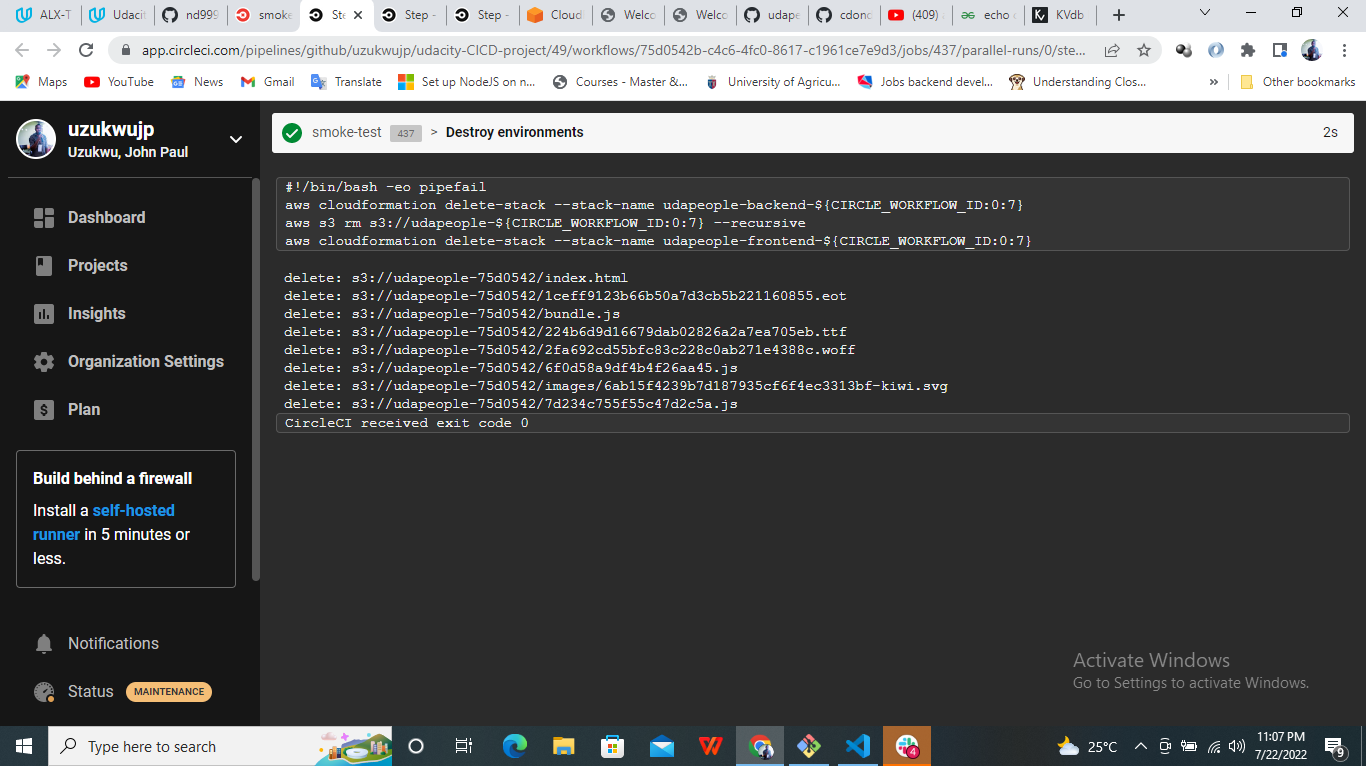 ALX-T
Udacit
nd999
smoke
Ste
Step -
Step -
Cloud
Welco
Welco
udape
cdond
(409)
echo
KVdb
app.circleci.com/pipelines/github/uzukwujp/udacity-CICD-project/49/workflows/75d0542b-c4c6-4fc0-8617-c1961ce7e9d3/jobs/437/parallel-runs/0/ste...
Maps
YouTube
News
Gmail
Translate
Set up NodeJS on n...
Courses - Master &...
University of Agricu...
Jobs backend devel...
Understanding Clos...
»
Other bookmarks
uzukwujp
Uzukwu, John Paul
Dashboard
Projects
Insights
Organization Settings
Plan
Build behind a firewall
Install a self-hosted
runner in 5 minutes or
less.
Notifications
Status MAINTENANCE
smoke-test 437 > Destroy environments 2s
#!/bin/bash -eo pipefail
aws cloudformation delete-stack --stack-name udapeople-backend-${CIRCLE_WORKFLOW_ID:0:7}
aws s3 rm s3://udapeople-${CIRCLE_WORKFLOW_ID:0:7} --recursive
aws cloudformation delete-stack --stack-name udapeople-frontend-${CIRCLE_WORKFLOW_ID:0:7}
delete: s3://udapeople-75d0542/index.html
delete: s3://udapeople-75d0542/1ceff9123b66b50a7d3cb5b221160855.eot
delete: s3://udapeople-75d0542/bundle.js
delete: s3://udapeople-75d0542/224b6d9d16679dab02826a2a7ea705eb.ttf
delete: s3://udapeople-75d0542/2fa692cd55bfc83c228c0ab271e4388c.woff
delete: s3://udapeople-75d0542/6f0d58a9df4b4f26aa45.js
delete: s3://udapeople-75d0542/images/6ab15f4239b7d187935cf6f4ec3313bf-kiwi.svg
delete: s3://udapeople-75d0542/7d234c755f55c47d2c5a.js
CircleCI received exit code 0
Activate Windows
Go to Settings to activate Windows.
Type here to search
4
25°C
11:07 PM
7/22/2022
9